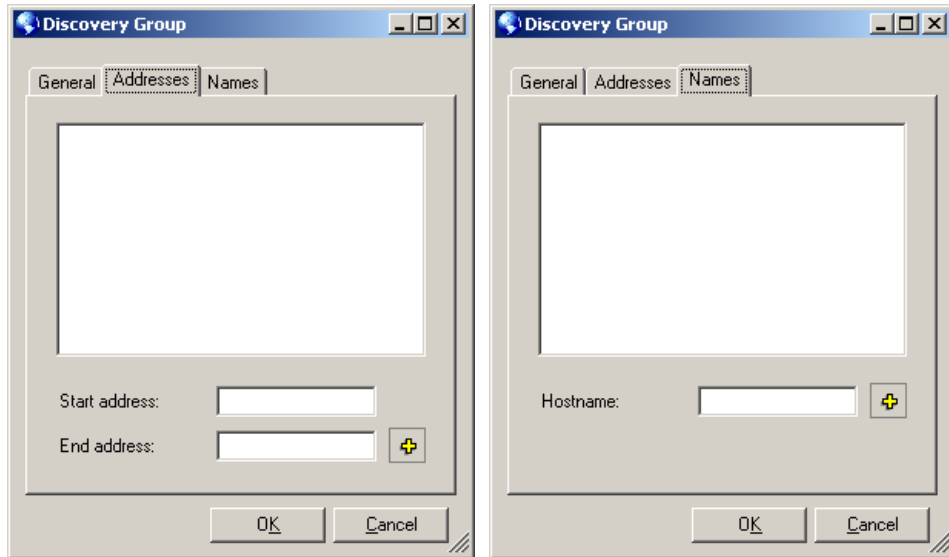 Discovery Group
General Addresses Names
Start address:
End address:
OK Cancel
Discovery Group
General Addresses Names
Hostname:
OK Cancel